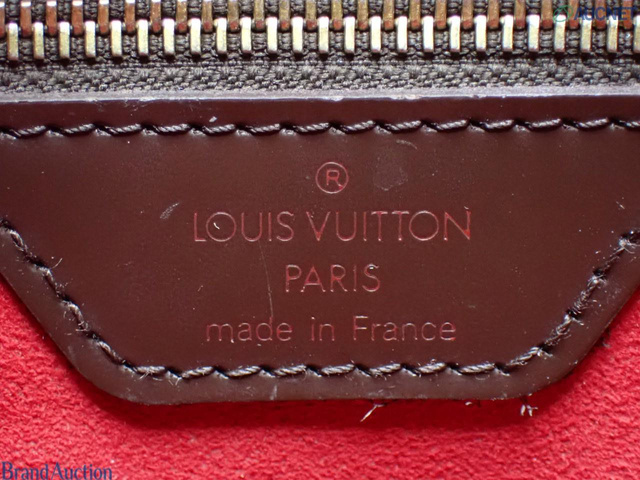 ®
LOUIS VUITTON
PARIS
made in France
Brand Auction